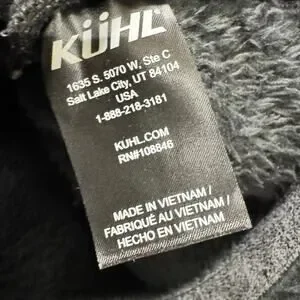 KÜHL
1635 S. 5070 W. Ste C
Salt Lake City, UT 84104
USA
1-888-218-3181
KUHL.COM
RN#108846
MADE IN VIETNAM /
FABRIQUÉ AU VIETNAM /
HECHO EN VIETNAM